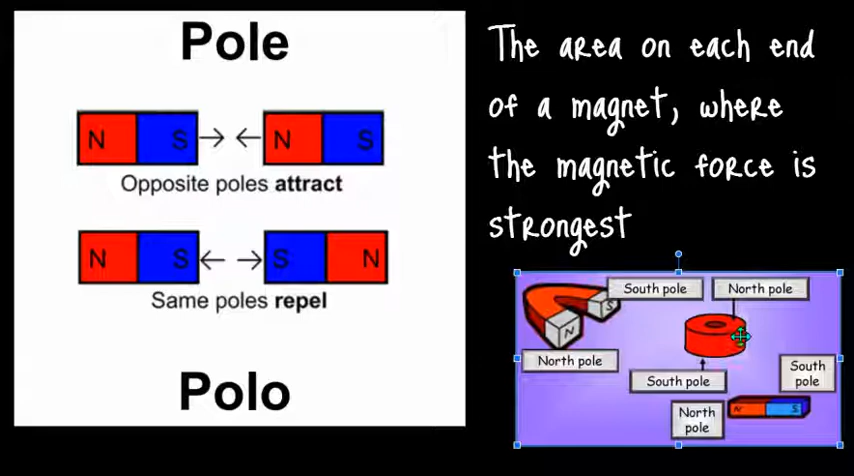 Pole
N S N S
Opposite poles attract
N S S N
Same poles repel
Polo
The area on each end
of a magnet, where
the magnetic force is
strongest
South pole
North pole
S
N
North pole
South pole
South
pole
North
pole
N S